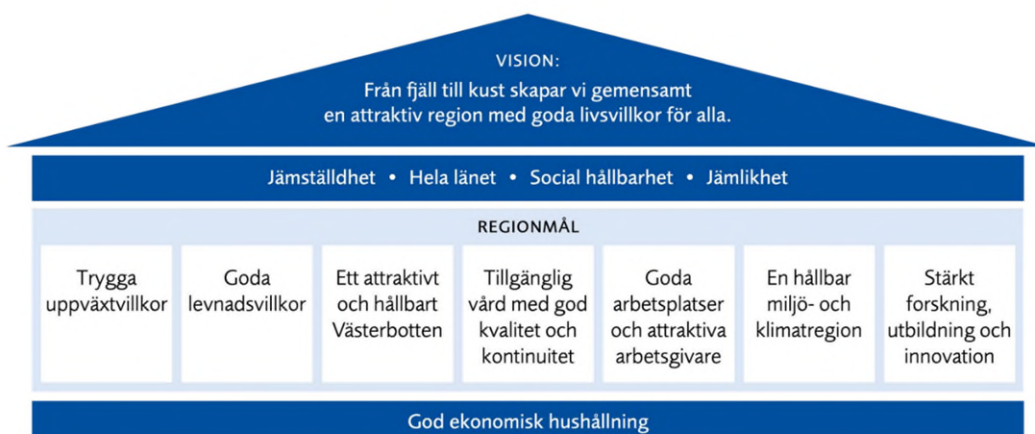 VISION:
Från fjäll till kust skapar vi gemensamt
en attraktiv region med goda livsvillkor för alla.
Jämställdhet • Hela länet • Social hållbarhet • Jämlikhet
REGIONMÅL
Trygga
uppväxtvillkor
Goda
levnadsvillkor
Ett attraktivt
och hållbart
Västerbotten
Tillgänglig
vård med god
kvalitet och
kontinuitet
Goda
arbetsplatser
och attraktiva
arbetsgivare
En hållbar
miljö- och
klimatregion
Stärkt
forskning,
utbildning och
innovation
God ekonomisk hushållning